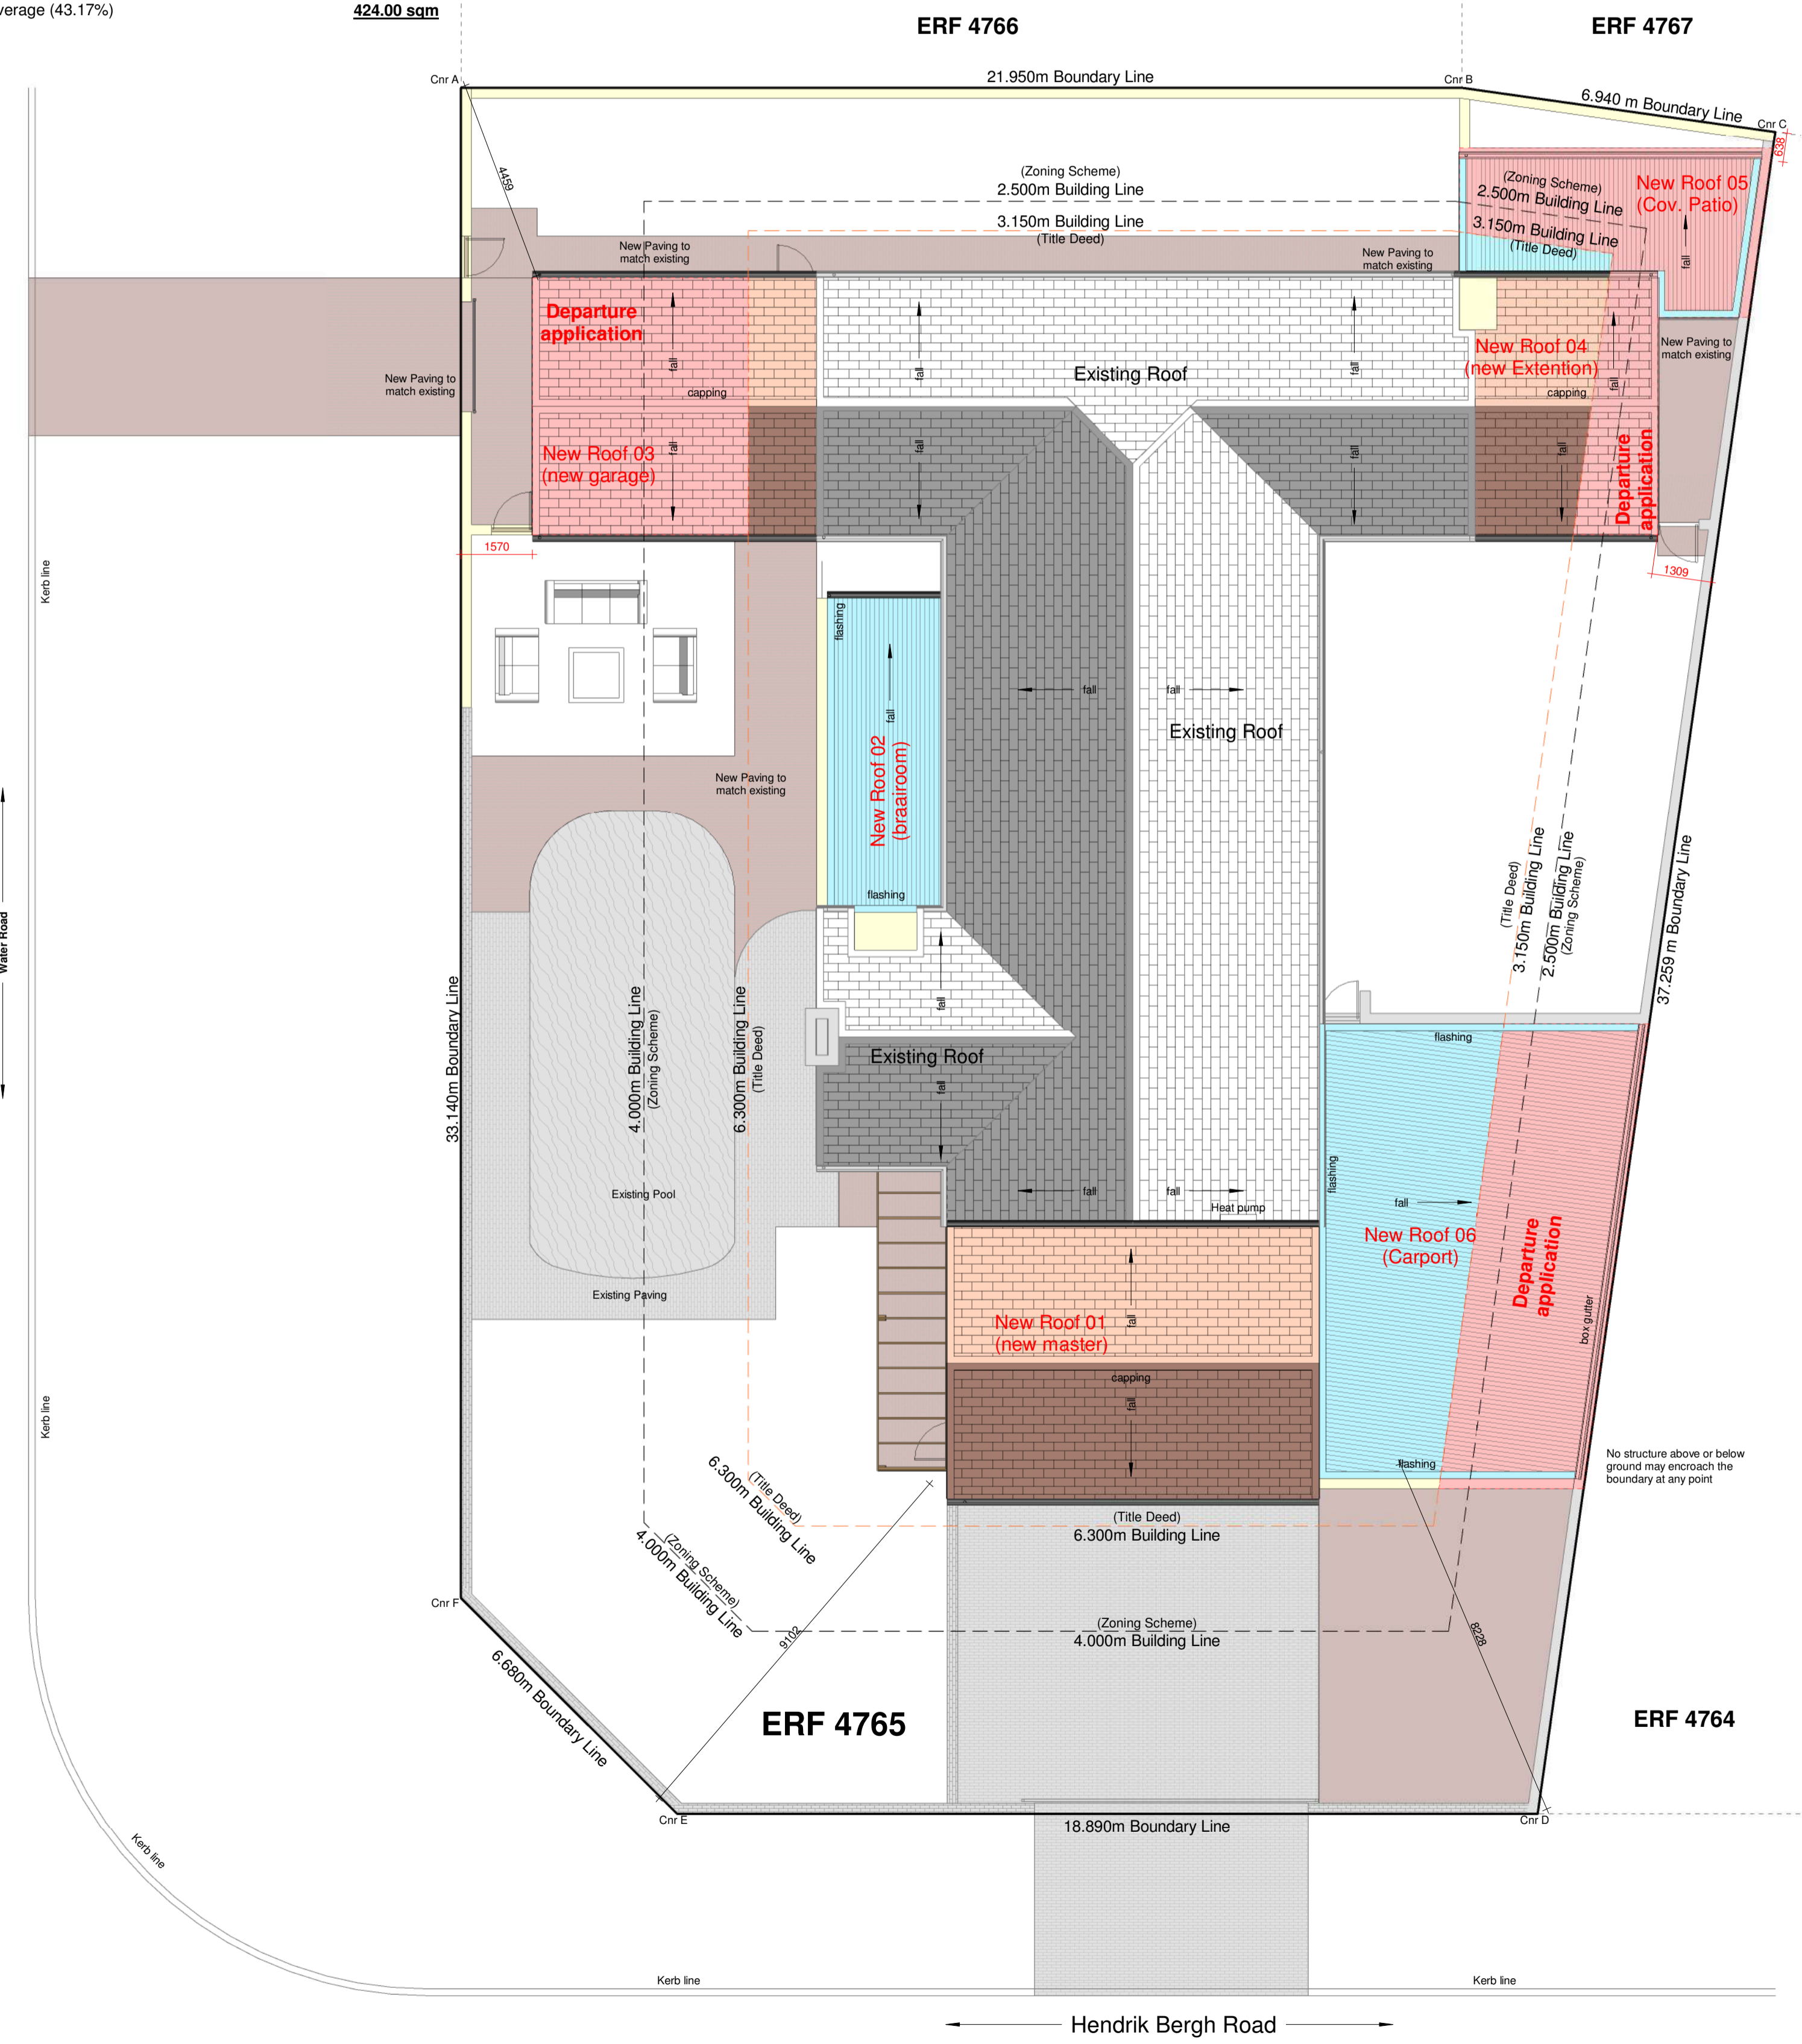 verage (43.17%)
424.00 sqm
ERF 4766
ERF 4767
Cnr A
21.950m Boundary Line
Cnr B
6.940 m Boundary Line
Cnr C
638
4459
(Zoning Scheme)
2.500m Building Line
3.150m Building Line
(Title Deed)
(Zoning Scheme)
2.500m Building Line
3.150m Building Line
(Title Deed)
New Roof 05
(Cov. Patio)
fall
New Paving to
match existing
New Paving to
match existing
Departure
application
fall
capping
fall
New Roof 03
(new garage)
fall
fall
Existing Roof
fall
fall
New Roof 04
(new Extention)
capping
fall
fall
Departure
application
New Paving to
match existing
New Paving to
match existing
1570
1309
Kerb line
flashing
fall
New Roof 02
(braairoom)
flashing
fall
fall
Existing Roof
New Paving to
match existing
Water Road
33.140m Boundary Line
4.000m Building Line
(Zoning Scheme)
6.300m Building Line
(Title Deed)
fall
Existing Roof
fall
(Title Deed)
3.150m Building Line
2.500m Building Line
(Zoning Scheme)
37.259 m Boundary Line
Existing Pool
Existing Paving
fall
fall
Heat pump
flashing
flashing
fall
New Roof 06
(Carport)
Departure
application
box gutter
flashing
fall
New Roof 01
(new master)
capping
fall
Kerb line
No structure above or below
ground may encroach the
boundary at any point
(Title Deed)
6.300m Building Line
(Zoning Scheme)
4.000m Building Line
(Title Deed)
6.300m Building Line
(Zoning Scheme)
4.000m Building Line
9102
8228
Cnr F
6.680m Boundary Line
ERF 4765
ERF 4764
Cnr E
18.890m Boundary Line
Cnr D
Kerb line
Kerb line
Kerb line
Hendrik Bergh Road